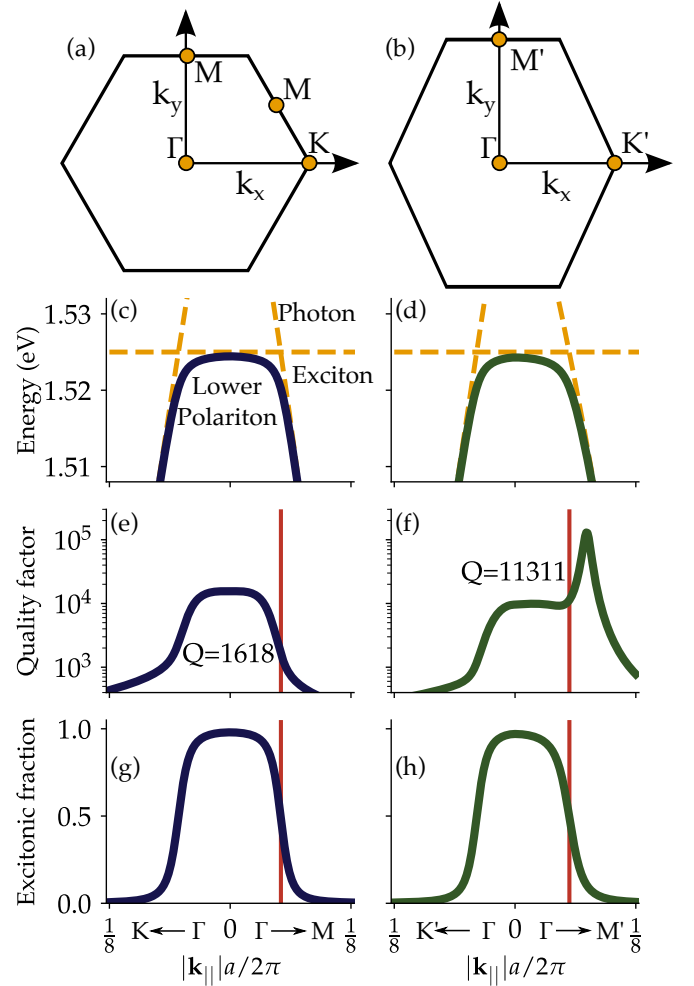 (a)
M
M
k_y
Γ
K
k_x
(b)
M'
k_y
Γ
K'
k_x
(c)
1.53
1.52
1.51
Energy (eV)
Photon
Exciton
Lower
Polariton
(d)
(e)
10^5
10^4
10^3
Quality factor
Q=1618
(f)
Q=11311
(g)
1.0
0.5
0.0
Excitonic fraction
(h)
1/8 K ← Γ 0 Γ → M 1/8
|k_||| a/2π
1/8 K' ← Γ 0 Γ → M' 1/8
|k_||| a/2π